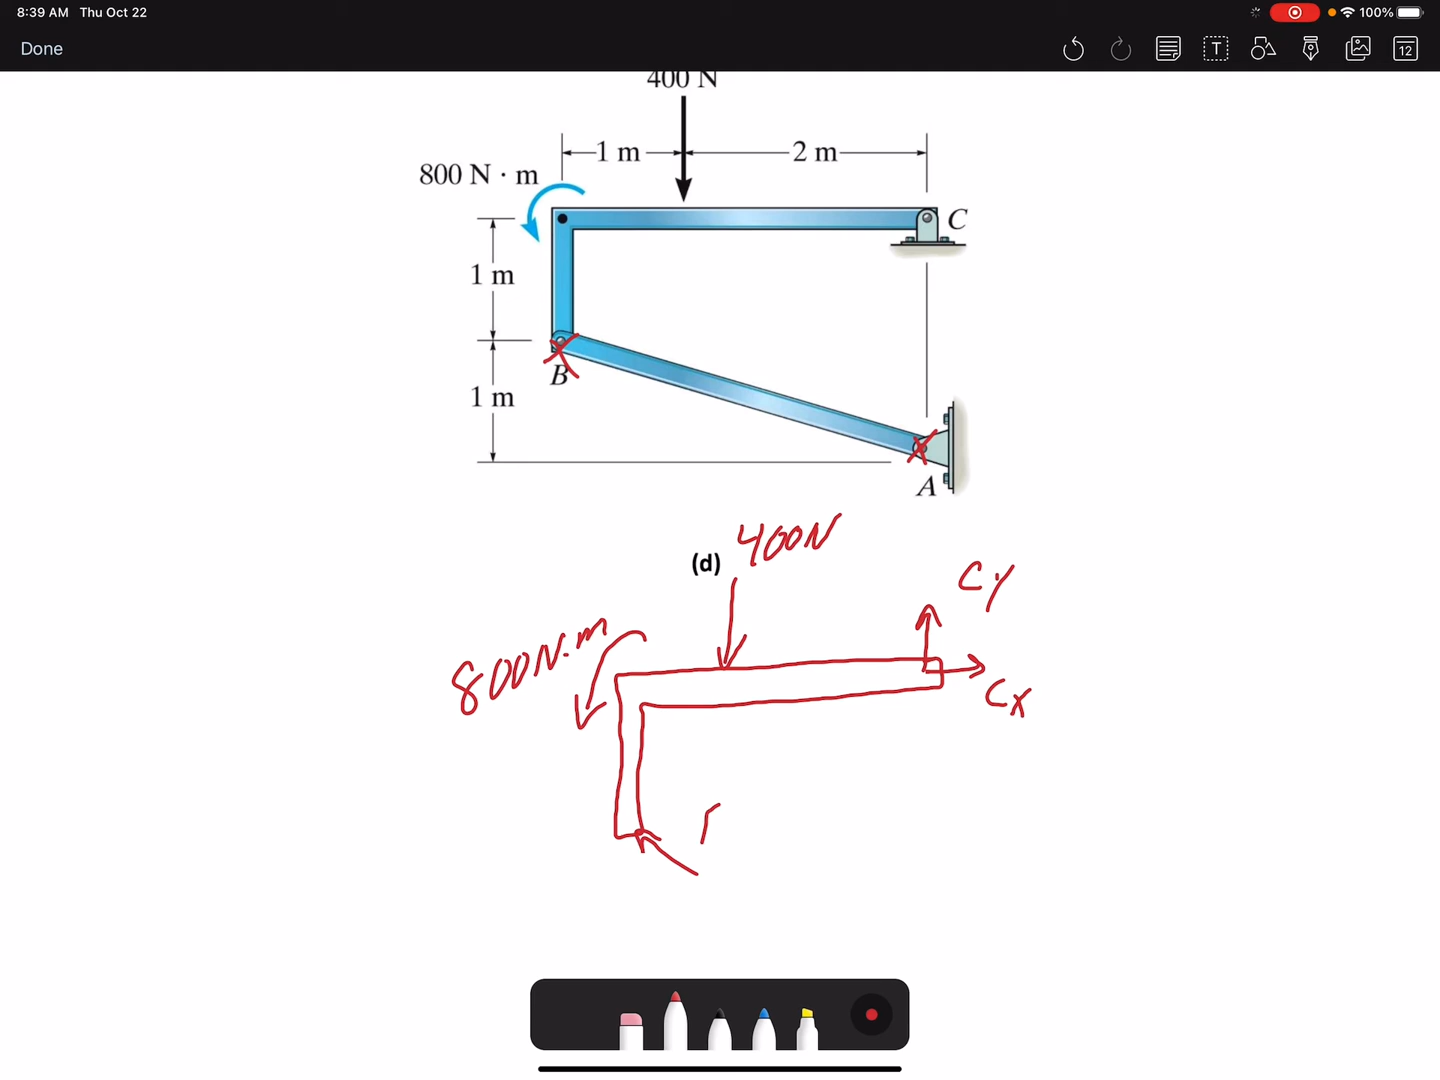 8:39 AM Thu Oct 22
100%
Done
T
12
400 N
1 m
2 m
800 N · m
C
1 m
B
1 m
A
(d)
400N
Cy
800N·m
Cx